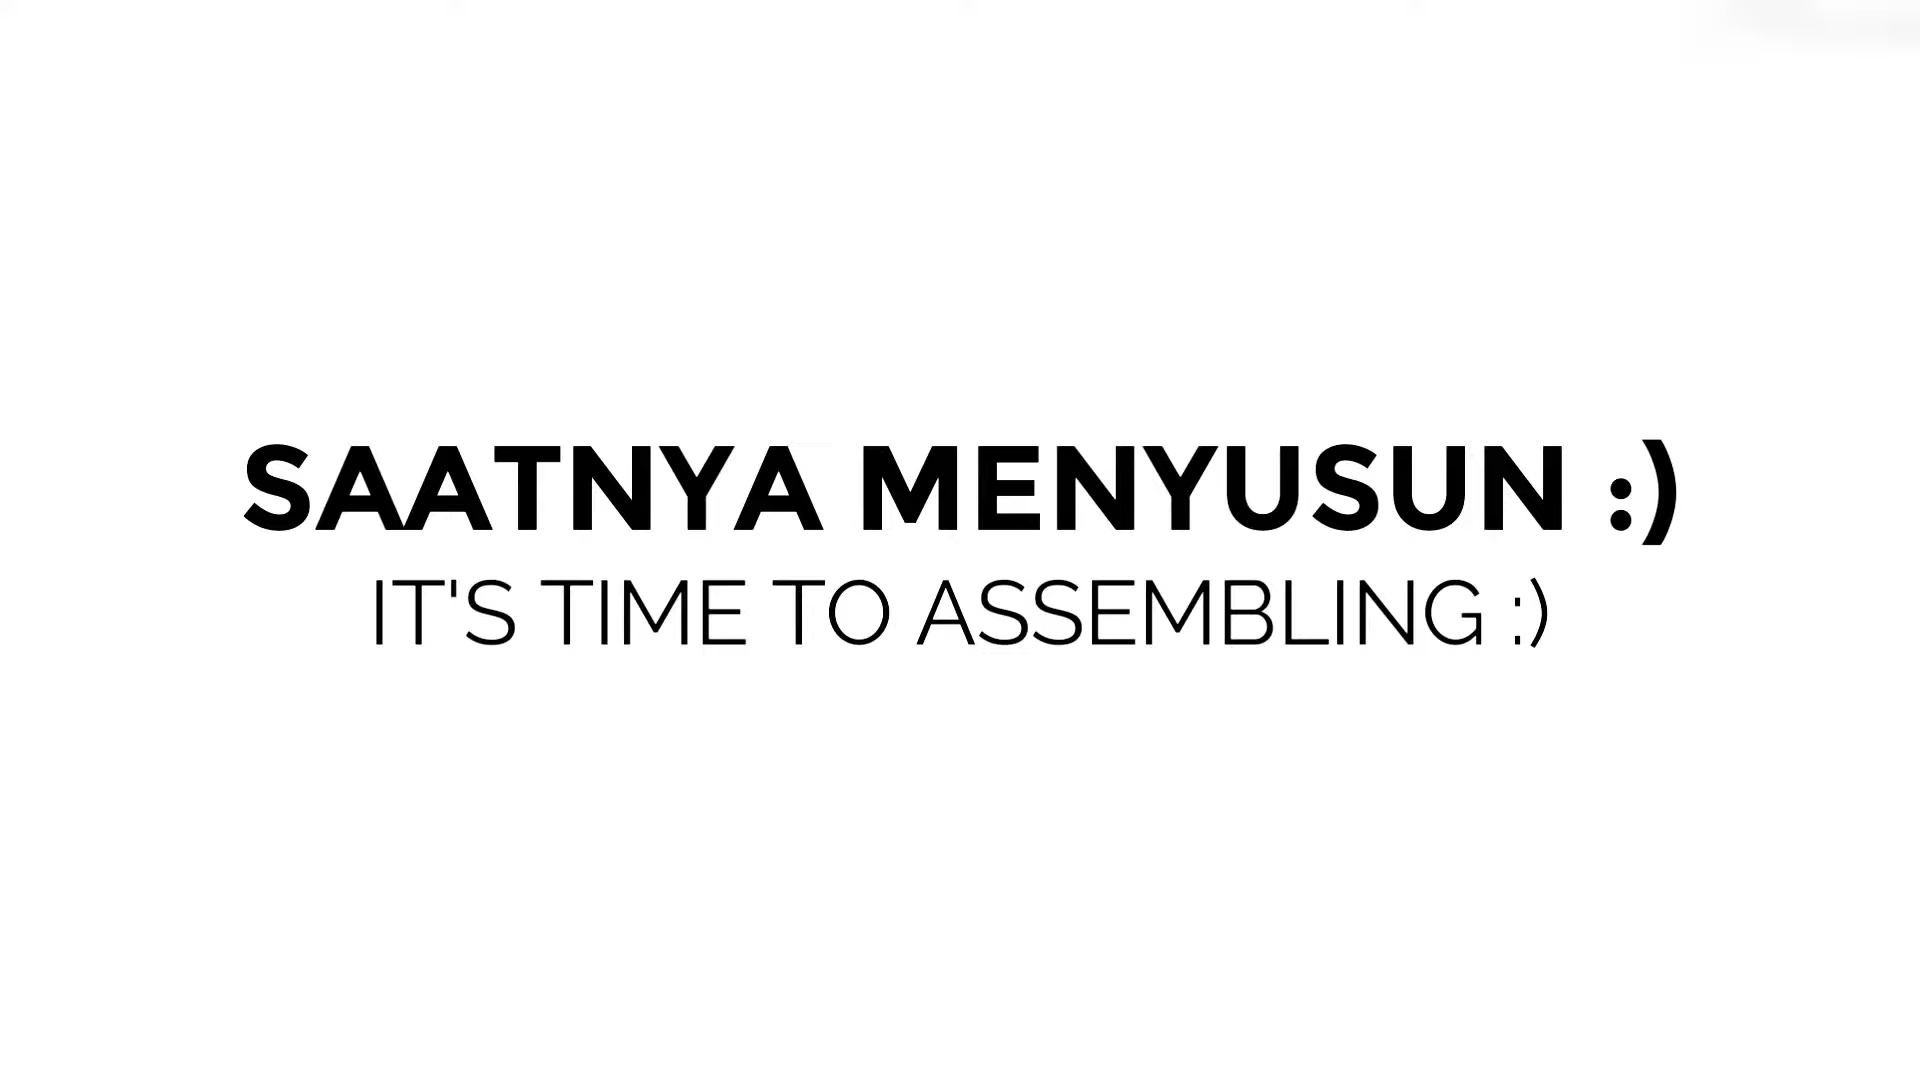 SAATNYA MENYUSUN :)
IT'S TIME TO ASSEMBLING :)